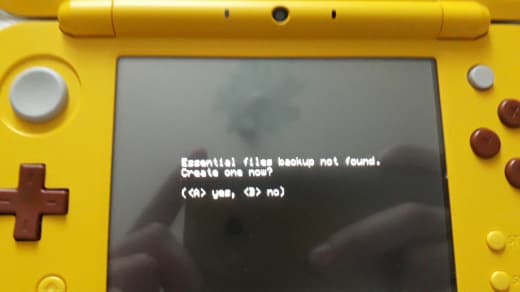 Essential files backup not found.
Create one now?
(<A> yes, <B> no)